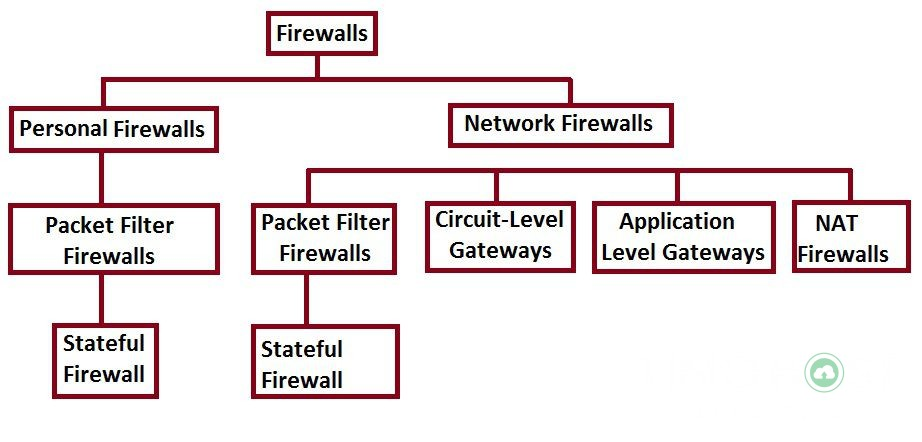 Firewalls
Personal Firewalls
Network Firewalls
Packet Filter
Firewalls
Packet Filter
Firewalls
Circuit-Level
Gateways
Application
Level Gateways
NAT
Firewalls
Stateful
Firewall
Stateful
Firewall